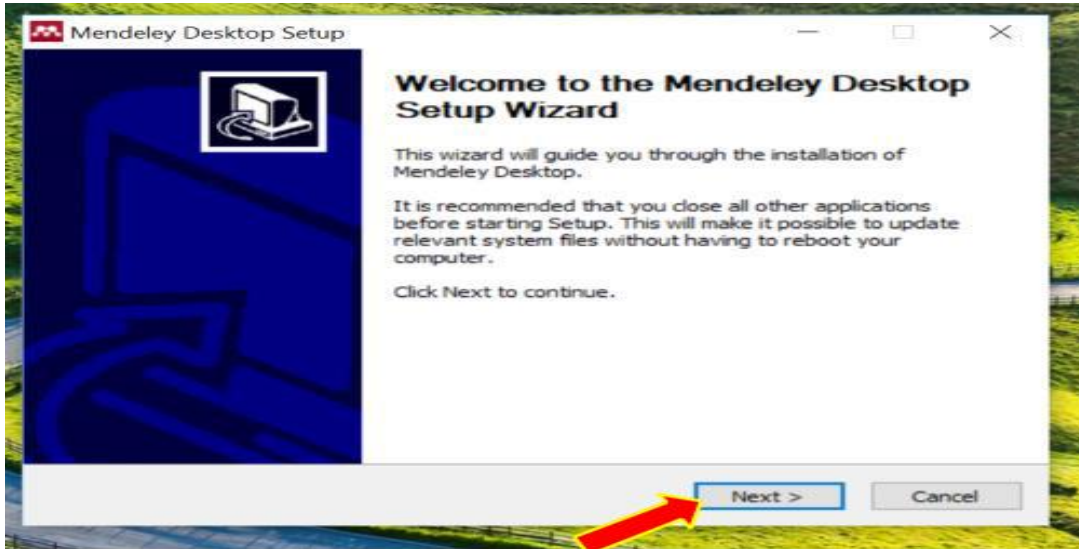 Mendeley Desktop Setup
Welcome to the Mendeley Desktop
Setup Wizard
This wizard will guide you through the installation of
Mendeley Desktop.
It is recommended that you close all other applications
before starting Setup. This will make it possible to update
relevant system files without having to reboot your
computer.
Click Next to continue.
Next >
Cancel